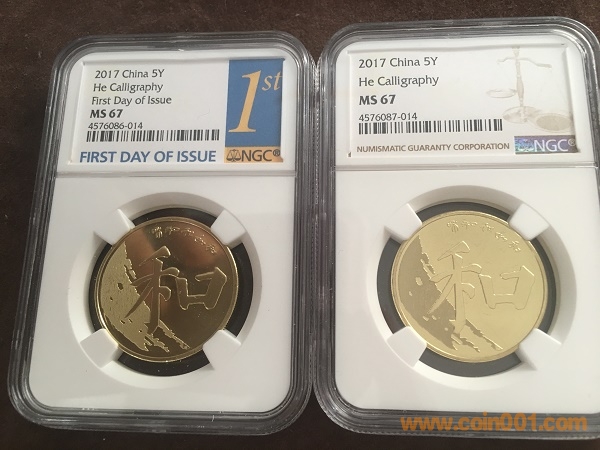 2017 China 5Y
He Calligraphy
First Day of Issue
MS 67
4576086-014
1st
FIRST DAY OF ISSUE
NGC®
和
2017 China 5Y
He Calligraphy
MS 67
4576087-014
NUMISMATIC GUARANTY CORPORATION
NGC®
和
www.coin001.com